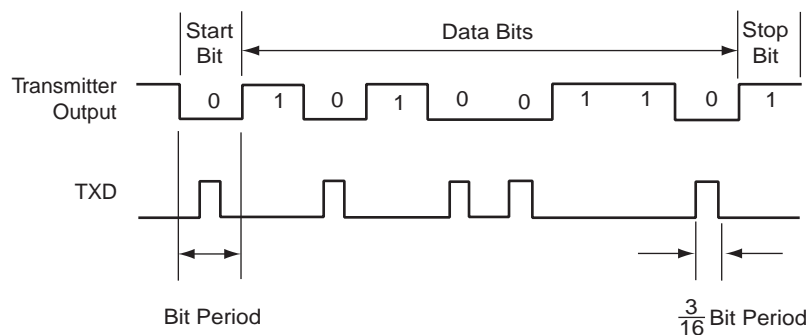 Start
Bit
Data Bits
Stop
Bit
Transmitter
Output
0 1 0 1 0 0 1 1 0 1
TXD
Bit Period
3/16 Bit Period